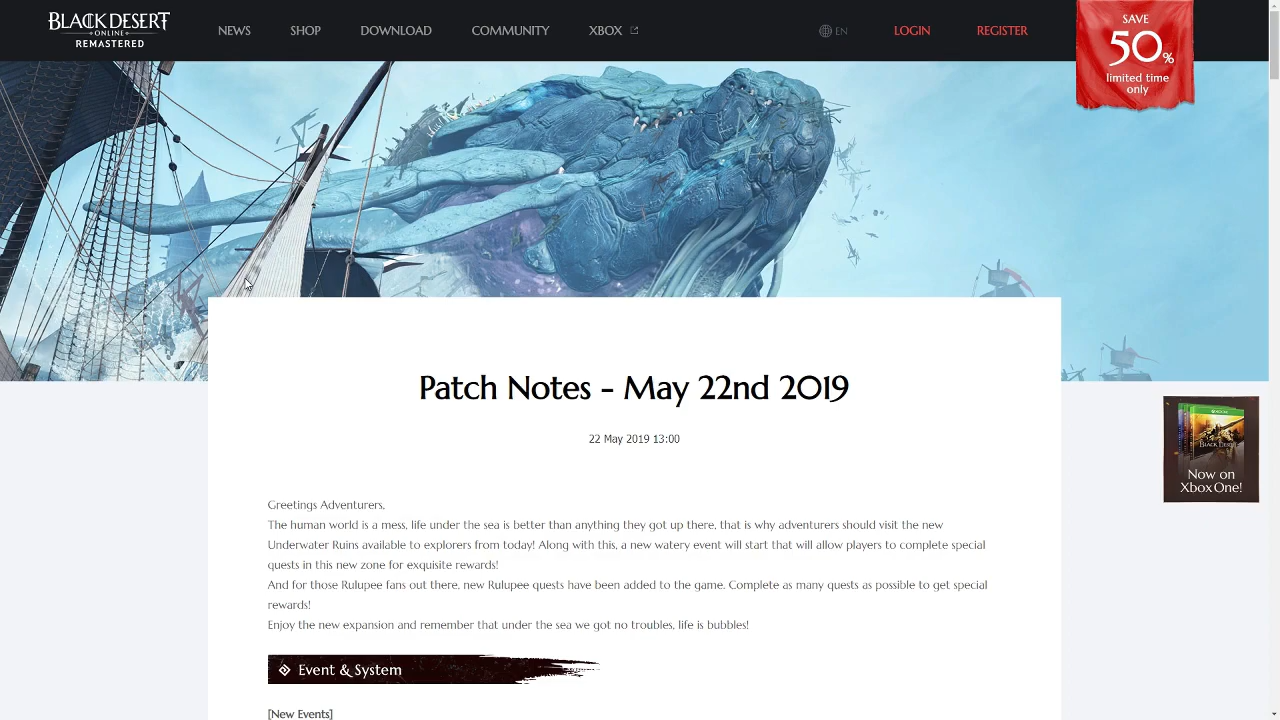 BLACK DESERT
ONLINE
REMASTERED
NEWS
SHOP
DOWNLOAD
COMMUNITY
XBOX
EN
LOGIN
REGISTER
SAVE
50%
limited time
only
Patch Notes - May 22nd 2019
22 May 2019 13:00
Greetings Adventurers,
The human world is a mess, life under the sea is better than anything they got up there, that is why adventurers should visit the new
Underwater Ruins available to explorers from today! Along with this, a new watery event will start that will allow players to complete special
quests in this new zone for exquisite rewards!
And for those Rulupee fans out there, new Rulupee quests have been added to the game. Complete as many quests as possible to get special
rewards!
Enjoy the new expansion and remember that under the sea we got no troubles, life is bubbles!
Event & System
[New Events]
BLACK DESERT
Now on
Xbox One!